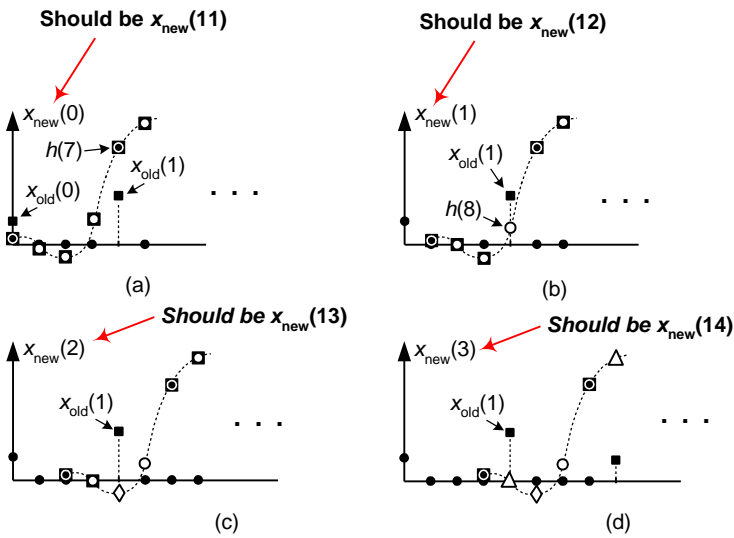 Should be xnew(11)
xnew(0)
h(7)
xold(1)
xold(0)
. . .
(a)
Should be xnew(12)
xnew(1)
xold(1)
h(8)
. . .
(b)
Should be xnew(13)
xnew(2)
xold(1)
. . .
(c)
Should be xnew(14)
xnew(3)
xold(1)
. . .
(d)